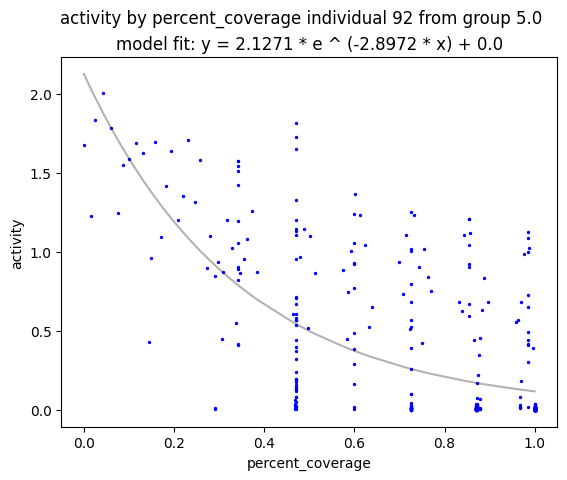 activity by percent_coverage individual 92 from group 5.0
model fit: y = 2.1271 * e ^ (-2.8972 * x) + 0.0
2.0
1.5
1.0
0.5
0.0
activity
0.0 0.2 0.4 0.6 0.8 1.0
percent_coverage